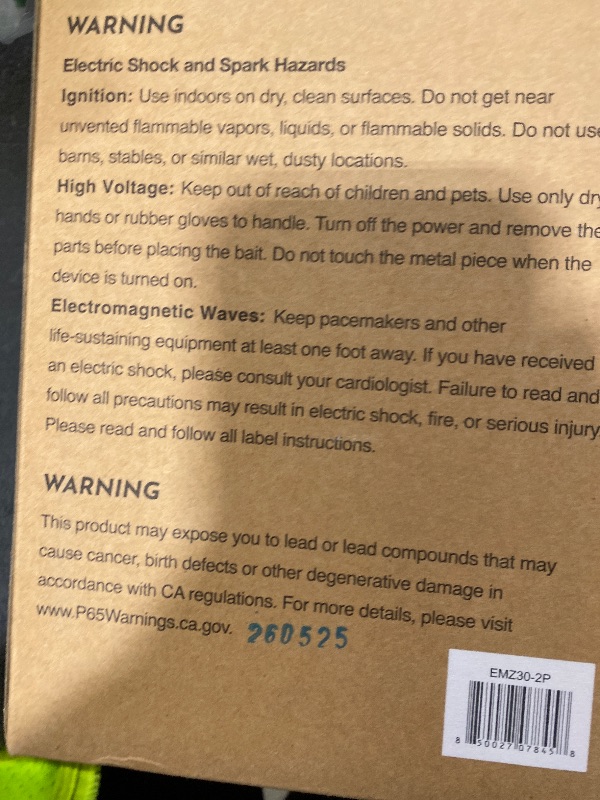 WARNING
Electric Shock and Spark Hazards
Ignition: Use indoors on dry, clean surfaces. Do not get near
unvented flammable vapors, liquids, or flammable solids. Do not use
barns, stables, or similar wet, dusty locations.
High Voltage: Keep out of reach of children and pets. Use only dry
hands or rubber gloves to handle. Turn off the power and remove the
parts before placing the bait. Do not touch the metal piece when the
device is turned on.
Electromagnetic Waves: Keep pacemakers and other
life-sustaining equipment at least one foot away. If you have received
an electric shock, please consult your cardiologist. Failure to read and
follow all precautions may result in electric shock, fire, or serious injury.
Please read and follow all label instructions.
WARNING
This product may expose you to lead or lead compounds that may
cause cancer, birth defects or other degenerative damage in
accordance with CA regulations. For more details, please visit
www.P65Warnings.ca.gov. 260525
EMZ30-2P
8 50027 07845 8